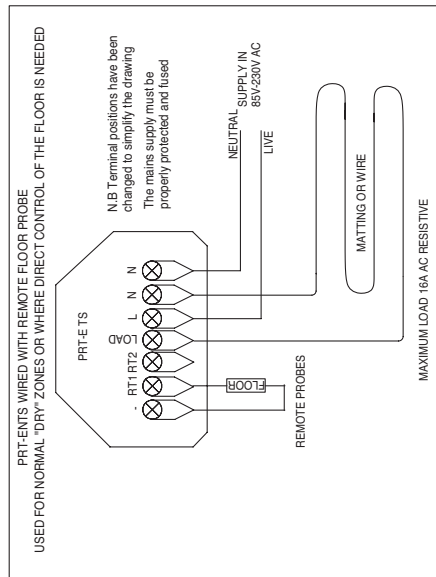 PRT-ENTS WIRED WITH REMOTE FLOOR PROBE
USED FOR NORMAL "DRY" ZONES OR WHERE DIRECT CONTROL OF THE FLOOR IS NEEDED
N.B Terminal positions have been
changed to simplify the drawing
The mains supply must be
properly protected and fused
PRT-E TS
- RT1 RT2 LOAD L N N
NEUTRAL
SUPPLY IN
85V-230V AC
LIVE
FLOOR
REMOTE PROBES
MATTING OR WIRE
MAXIMUM LOAD 16A AC RESISTIVE